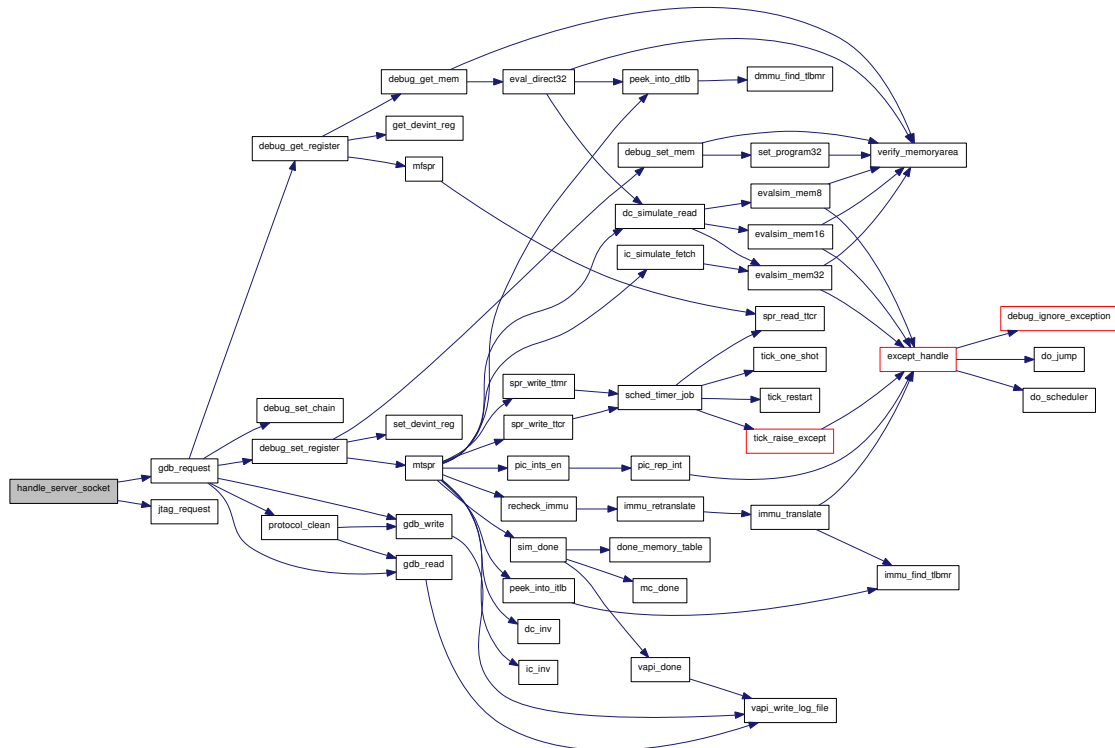 debug_get_mem
eval_direct32
peek_into_dtlb
dmmu_find_tlbmr
get_devint_reg
debug_get_register
debug_set_mem
set_program32
verify_memoryarea
mfspr
evalsim_mem8
dc_simulate_read
evalsim_mem16
ic_simulate_fetch
evalsim_mem32
spr_read_ttcr
debug_ignore_exception
except_handle
do_jump
tick_one_shot
spr_write_ttmr
sched_timer_job
tick_restart
do_scheduler
debug_set_chain
set_devint_reg
spr_write_ttcr
tick_raise_except
debug_set_register
gdb_request
mtspr
pic_ints_en
pic_rep_int
handle_server_socket
jtag_request
recheck_immu
immu_retranslate
immu_translate
protocol_clean
gdb_write
sim_done
done_memory_table
gdb_read
peek_into_itlb
mc_done
immu_find_tlbmr
dc_inv
ic_inv
vapi_done
vapi_write_log_file